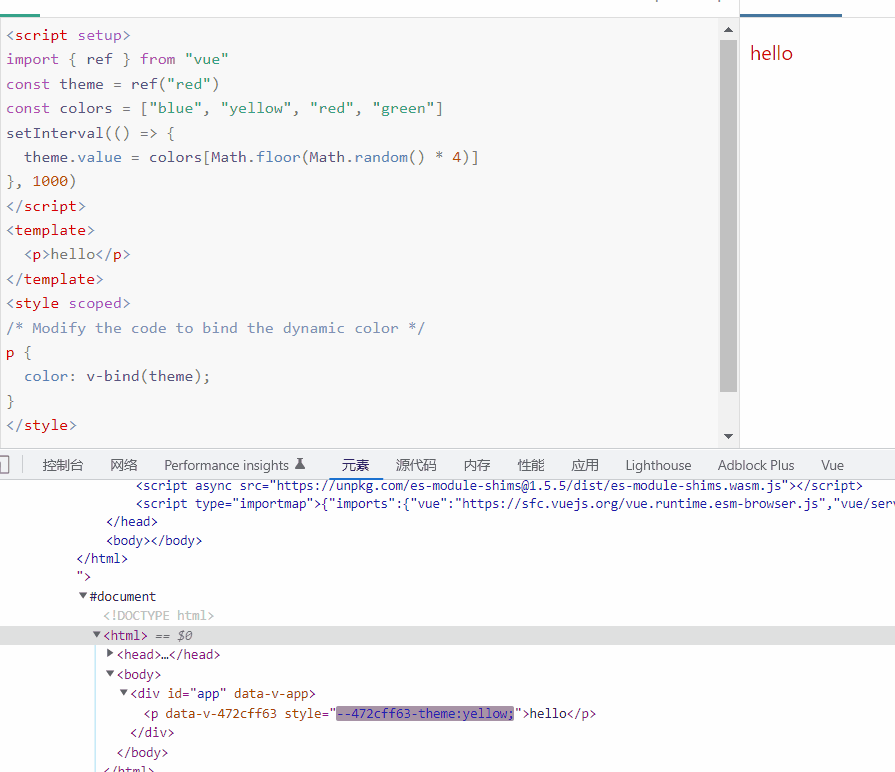 <script setup>
import { ref } from "vue"
const theme = ref("red")
const colors = ["blue", "yellow", "red", "green"]
setInterval(() => {
  theme.value = colors[Math.floor(Math.random() * 4)]
}, 1000)
</script>
<template>
  <p>hello</p>
</template>
<style scoped>
/* Modify the code to bind the dynamic color */
p {
  color: v-bind(theme);
}
</style>
hello
控制台 网络 Performance insights 元素 源代码 内存 性能 应用 Lighthouse Adblock Plus Vue
<script async src="https://unpkg.com/es-module-shims@1.5.5/dist/es-module-shims.wasm.js"></script>
<script type="importmap">{"imports":{"vue":"https://sfc.vuejs.org/vue.runtime.esm-browser.js","vue/serv
</head>
<body></body>
</html>
">
#document
<!DOCTYPE html>
<html> == $0
<head>…</head>
<body>
<div id="app" data-v-app>
<p data-v-472cff63 style="--472cff63-theme:yellow;">hello</p>
</div>
</body>
</html>